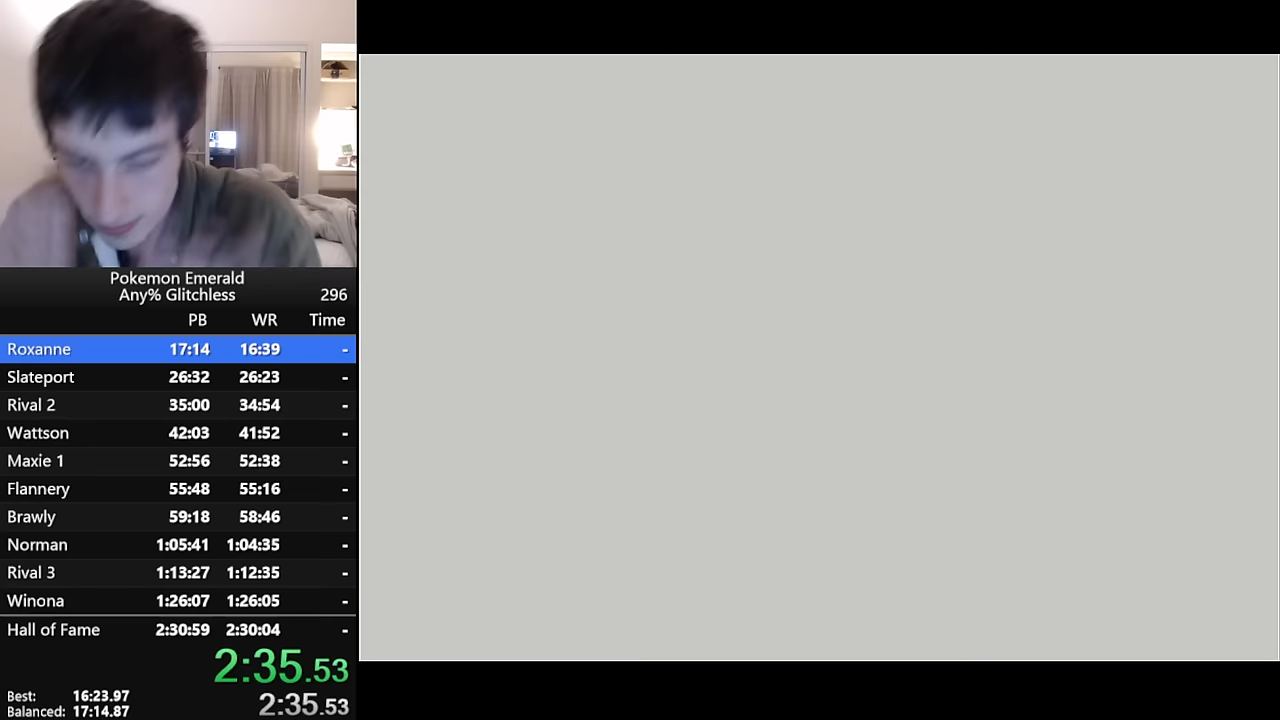 Pokemon Emerald
Any% Glitchless 296
PB WR Time
Roxanne 17:14 16:39 -
Slateport 26:32 26:23 -
Rival 2 35:00 34:54 -
Wattson 42:03 41:52 -
Maxie 1 52:56 52:38 -
Flannery 55:48 55:16 -
Brawly 59:18 58:46 -
Norman 1:05:41 1:04:35 -
Rival 3 1:13:27 1:12:35 -
Winona 1:26:07 1:26:05 -
Hall of Fame 2:30:59 2:30:04 -
2:35.53
Best: 16:23.97 2:35.53
Balanced: 17:14.87